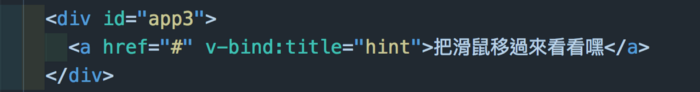 <div id="app3">
<a href="#" v-bind:title="hint">把滑鼠移過來看看嘿</a>
</div>